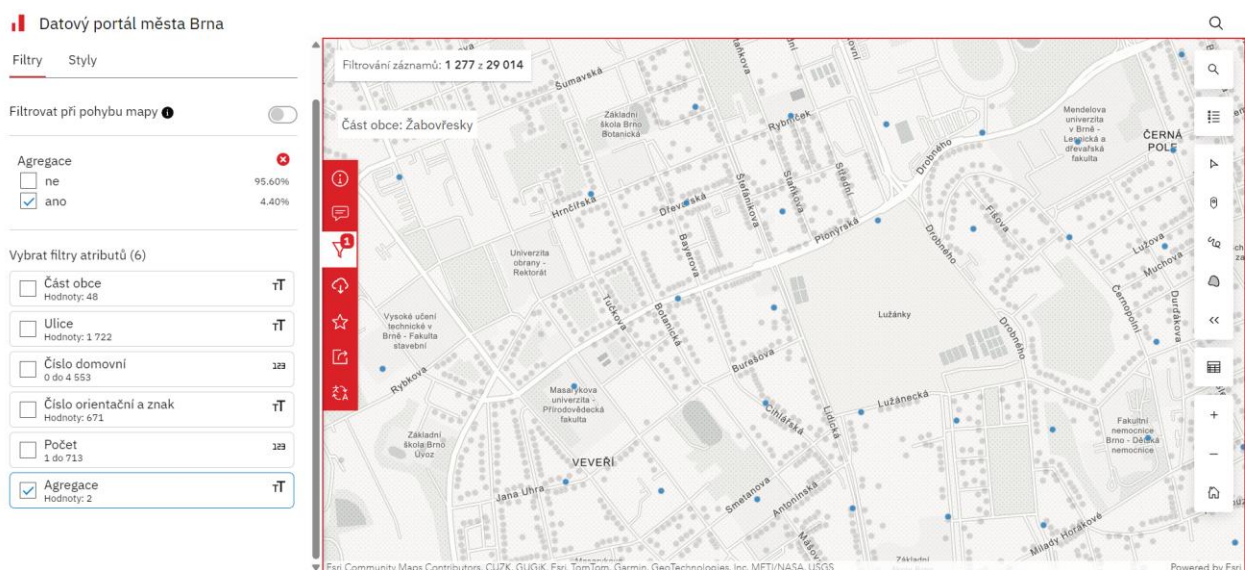 Datový portál města Brna
Filtry
Styly
Filtrovat při pohybu mapy
Agregace
ne
95.60%
ano
4.40%
Vybrat filtry atributů (6)
Část obce
Hodnoty: 48
Ulice
Hodnoty: 1 722
Číslo domovní
0 do 4 553
Číslo orientační a znak
Hodnoty: 671
Počet
1 do 713
Agregace
Hodnoty: 2
Filtrování záznamů: 1 277 z 29 014
Část obce: Žabovřesky
1
Šumavská
Základní
škola Brno
Botanická
Rybníček
Mendelova
univerzita
v Brně -
Lesnická a
dřevařská
fakulta
ČERNÁ
POLE
Drobného
Hrnčířská
Dřevařská
Štefánikova
Staňkova
Střední
Pionýrská
Drobného
Fišova
Lužova
Muchova
Univerzita
obrany -
Rektorát
Bayerova
Tučkova
Botanická
Vysoké učení
technické v
Brně - Fakulta
stavební
Lužánky
Drobného
Černopolní
Durďákova
Rybkova
Burešova
Masarykova
univerzita -
Přírodovědecká
fakulta
Cihlářská
Lidická
Lužánecká
Základní
škola Brno
Úvoz
Fakultní
nemocnice
Brno - Dětská
nemocnice
VEVEŘÍ
Jana Uhra
Smetanova
Antonínská
Milady Horákové
Základní
Esri Community Maps Contributors, CUZK, GUGiK, Esri, TomTom, Garmin, GeoTechnologies, Inc, METI/NASA, USGS
Powered by Esri